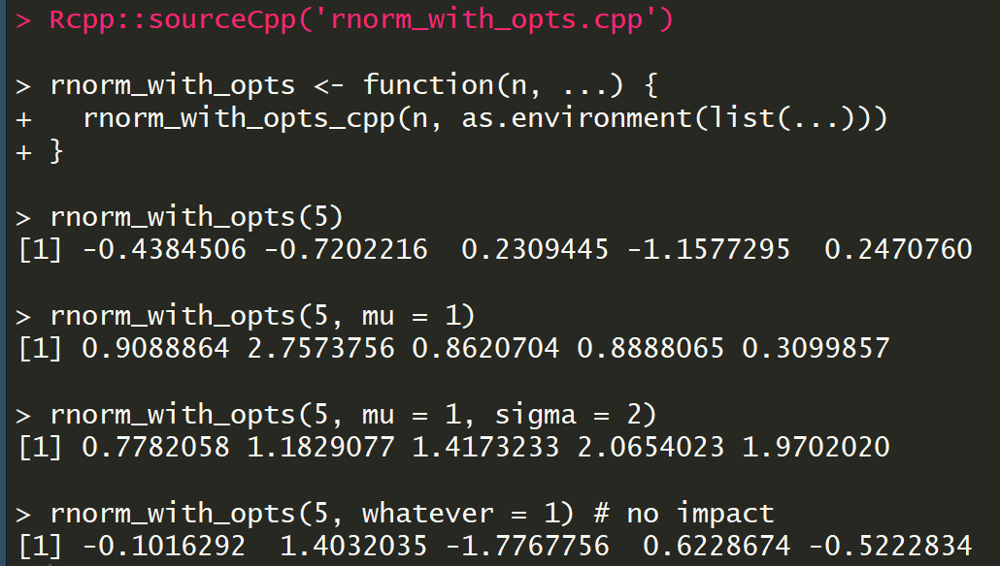 > Rcpp::sourceCpp('rnorm_with_opts.cpp')
> rnorm_with_opts <- function(n, ...) {
+   rnorm_with_opts_cpp(n, as.environment(list(...)))
+ }
> rnorm_with_opts(5)
[1] -0.4384506 -0.7202216  0.2309445 -1.1577295  0.2470760
> rnorm_with_opts(5, mu = 1)
[1] 0.9088864 2.7573756 0.8620704 0.8888065 0.3099857
> rnorm_with_opts(5, mu = 1, sigma = 2)
[1] 0.7782058 1.1829077 1.4173233 2.0654023 1.9702020
> rnorm_with_opts(5, whatever = 1) # no impact
[1] -0.1016292  1.4032035 -1.7767756  0.6228674 -0.5222834